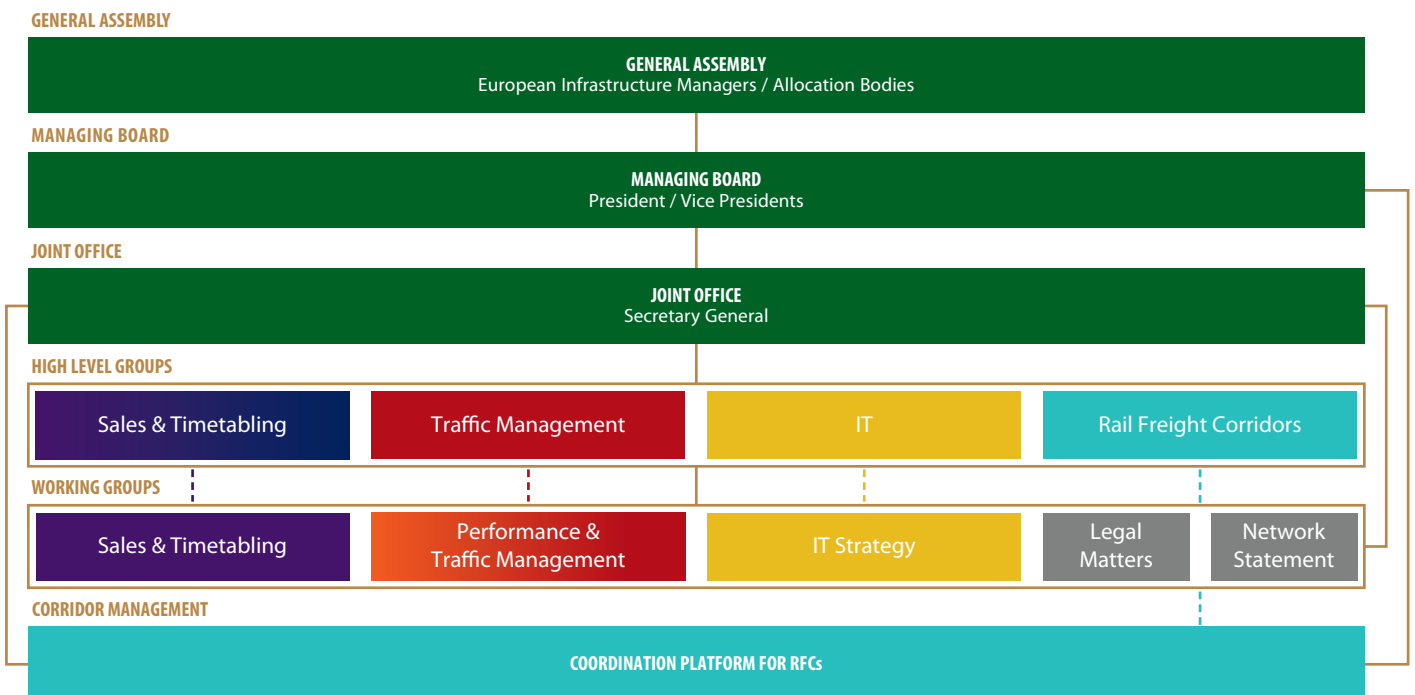 GENERAL ASSEMBLY
GENERAL ASSEMBLY
European Infrastructure Managers / Allocation Bodies
MANAGING BOARD
MANAGING BOARD
President / Vice Presidents
JOINT OFFICE
JOINT OFFICE
Secretary General
HIGH LEVEL GROUPS
Sales & Timetabling
Traffic Management
IT
Rail Freight Corridors
WORKING GROUPS
Sales & Timetabling
Performance &
Traffic Management
IT Strategy
Legal
Matters
Network
Statement
CORRIDOR MANAGEMENT
COORDINATION PLATFORM FOR RFCs